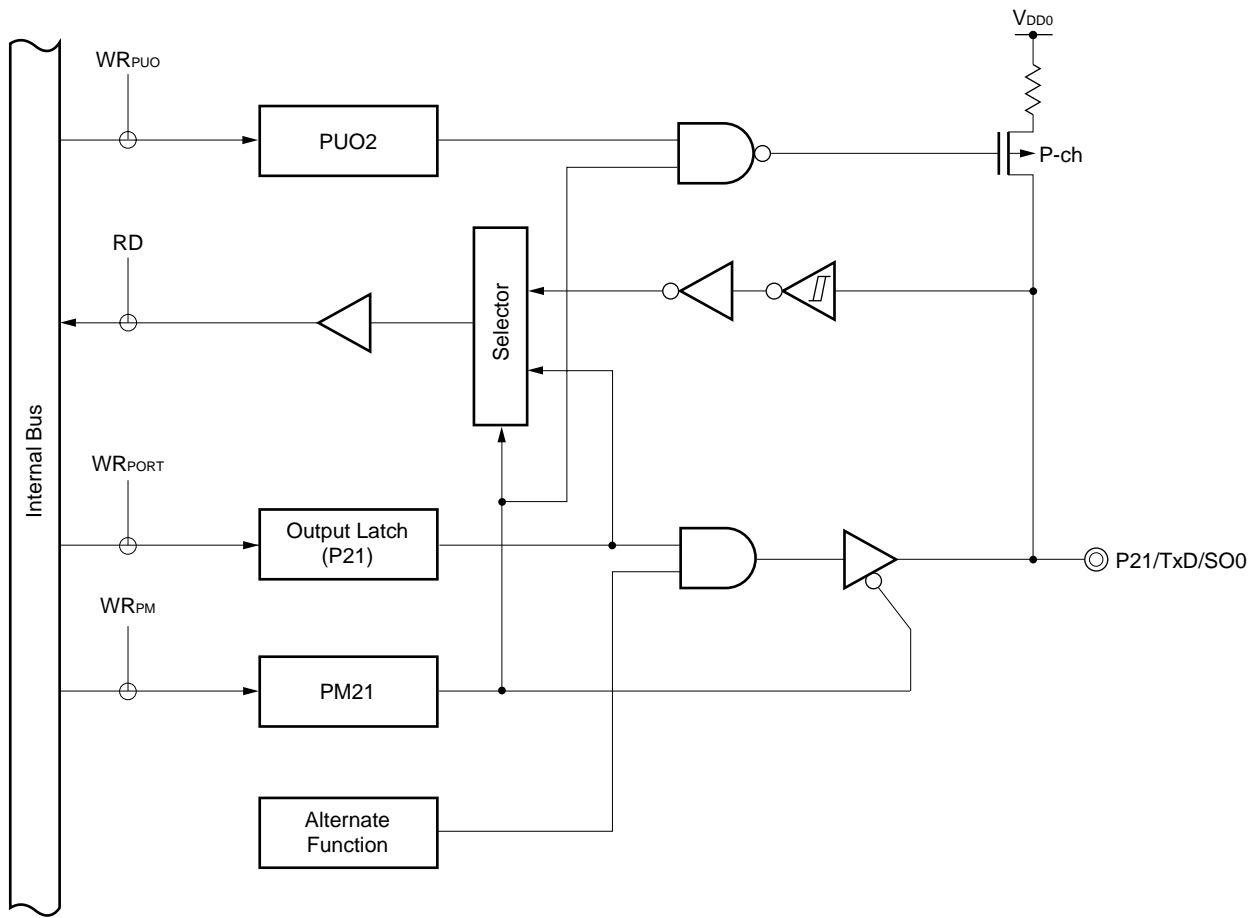 VDD0
WRPUO
PUO2
P-ch
RD
Selector
Internal Bus
WRPORT
Output Latch
(P21)
P21/TxD/SO0
WRPM
PM21
Alternate
Function